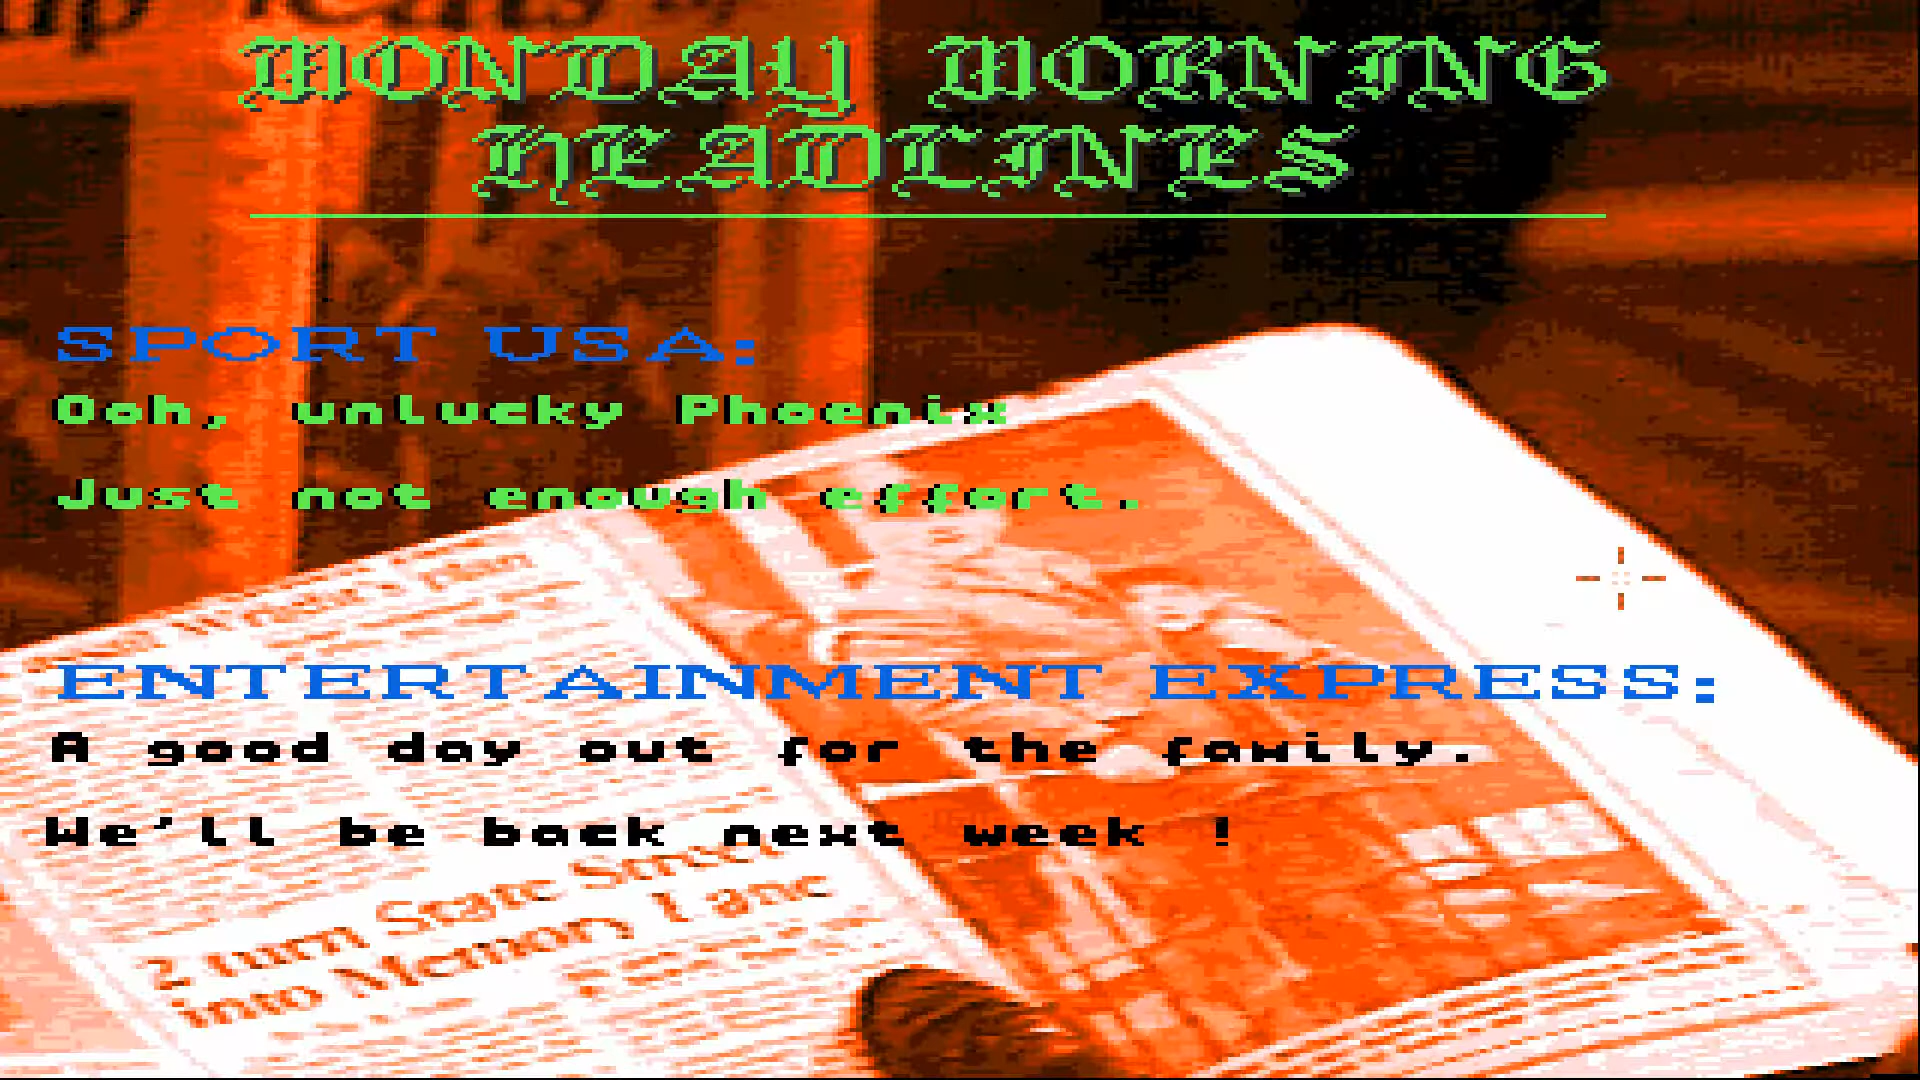 MONDAY MORNING
HEADLINES
SPORT USA:
Ooh, unlucky Phoenix
Just not enough effort.
ENTERTAINMENT EXPRESS:
A good day out for the family.
We'll be back next week !
2 turn State Street
into Memory Lane